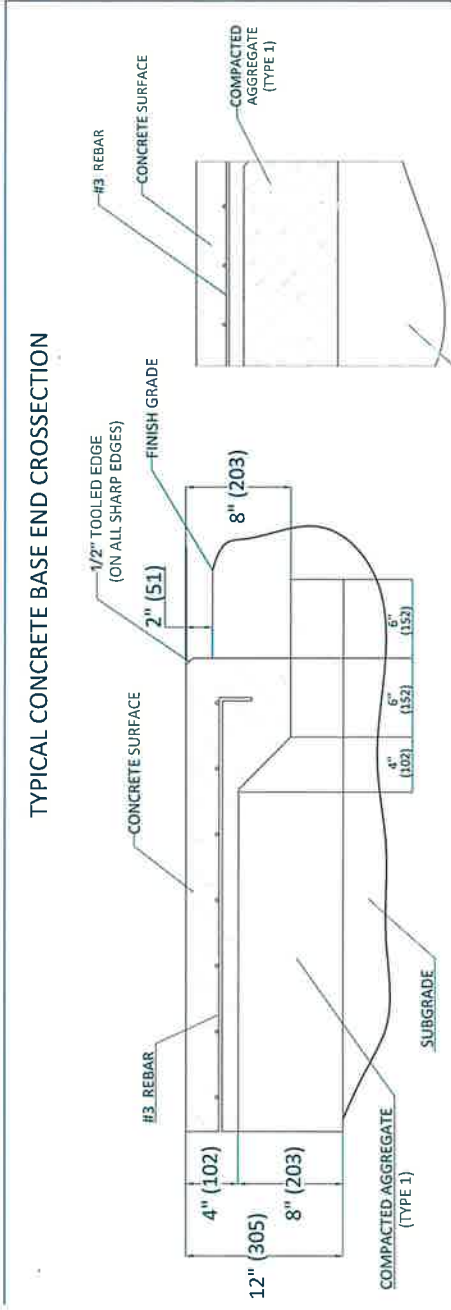 TYPICAL CONCRETE BASE END CROSSECTION
CONCRETE SURFACE
#3 REBAR
1/2" TOOLED EDGE
(ON ALL SHARP EDGES)
FINISH GRADE
2" (51)
8" (203)
4" (102)
8" (203)
12" (305)
4"
(102)
6"
(152)
6"
(152)
COMPACTED AGGREGATE
(TYPE 1)
SUBGRADE
#3 REBAR
CONCRETE SURFACE
COMPACTED
AGGREGATE
(TYPE 1)